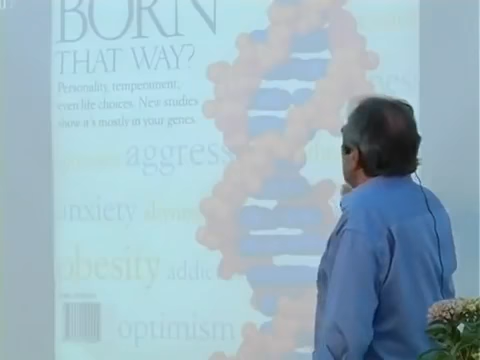 BORN
THAT WAY?
Personality, temperament,
even life choices. New studies
show it's mostly in your genes.
aggress
anxiety shyness
obesity addic
optimism